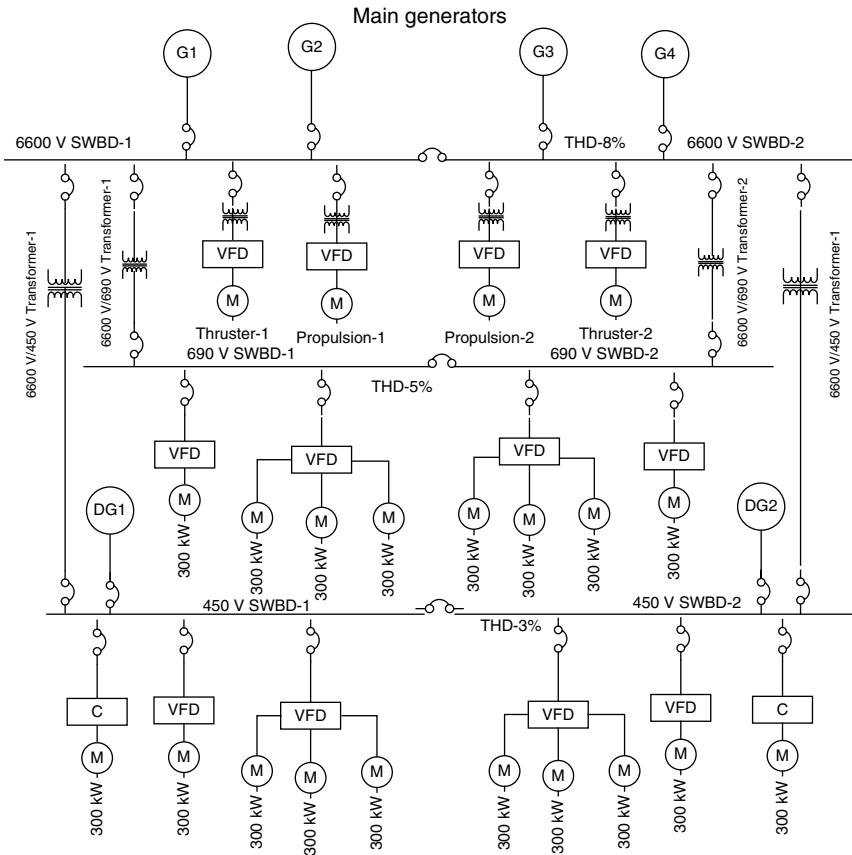 Main generators
G1
G2
G3
G4
6600 V SWBD-1
THD-8%
6600 V SWBD-2
6600 V/450 V Transformer-1
6600 V/690 V Transformer-1
VFD
VFD
VFD
VFD
6600 V/690 V Transformer-2
6600 V/450 V Transformer-1
M
M
M
M
Thruster-1
Propulsion-1
Propulsion-2
Thruster-2
690 V SWBD-1
690 V SWBD-2
THD-5%
VFD
VFD
VFD
VFD
M
M
M
M
M
M
M
M
300 kW
300 kW
300 kW
300 kW
300 kW
300 kW
300 kW
300 kW
DG1
DG2
450 V SWBD-1
450 V SWBD-2
THD-3%
C
VFD
VFD
VFD
VFD
C
M
M
M
M
M
M
M
M
M
M
300 kW
300 kW
300 kW
300 kW
300 kW
300 kW
300 kW
300 kW
300 kW
300 kW